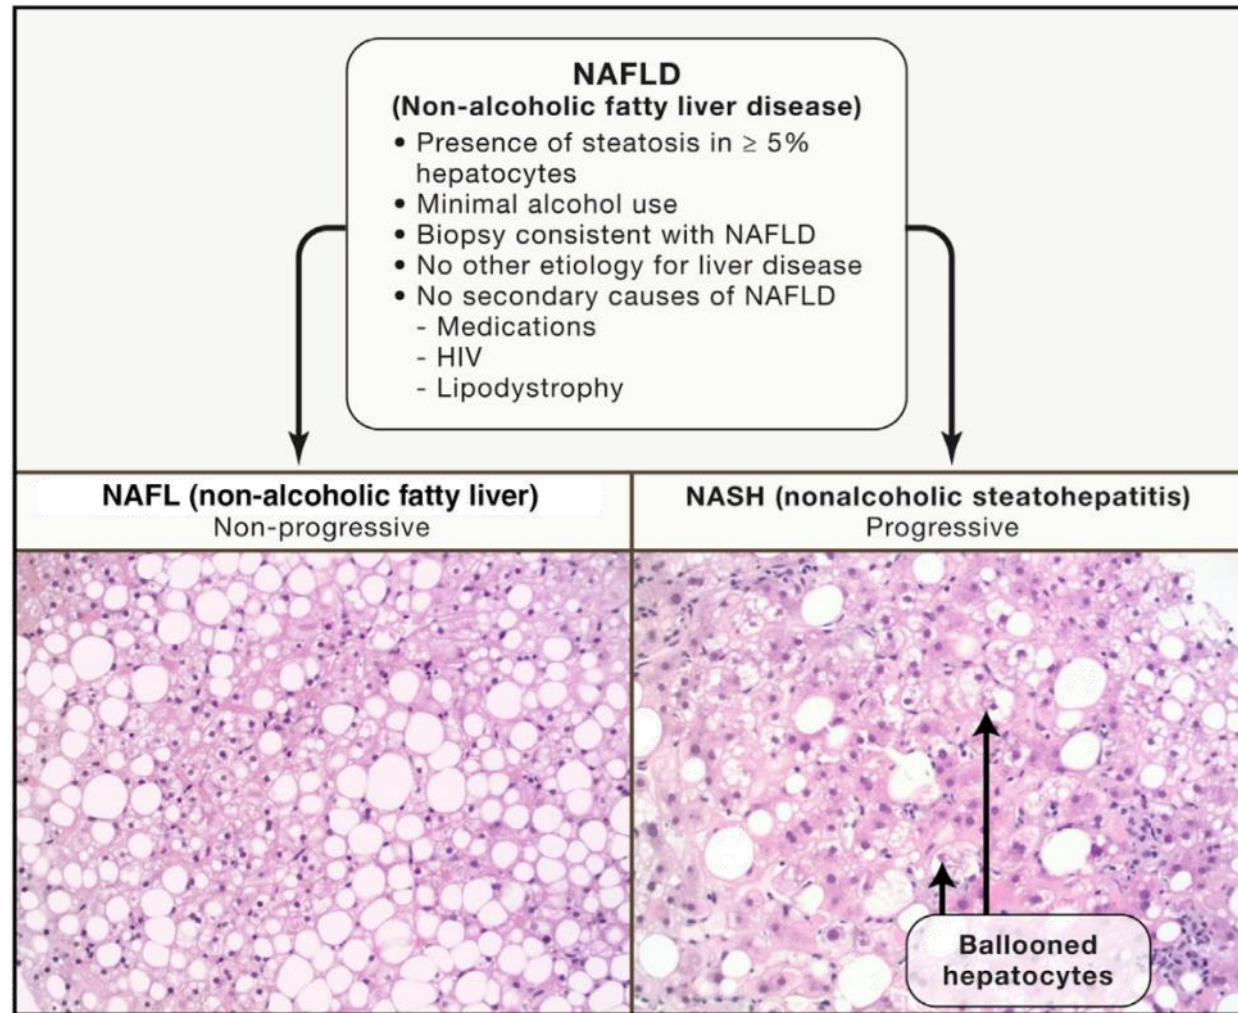 NAFLD
(Non-alcoholic fatty liver disease)
• Presence of steatosis in ≥ 5%
hepatocytes
• Minimal alcohol use
• Biopsy consistent with NAFLD
• No other etiology for liver disease
• No secondary causes of NAFLD
- Medications
- HIV
- Lipodystrophy
NAFL (non-alcoholic fatty liver)
Non-progressive
NASH (nonalcoholic steatohepatitis)
Progressive
Ballooned
hepatocytes